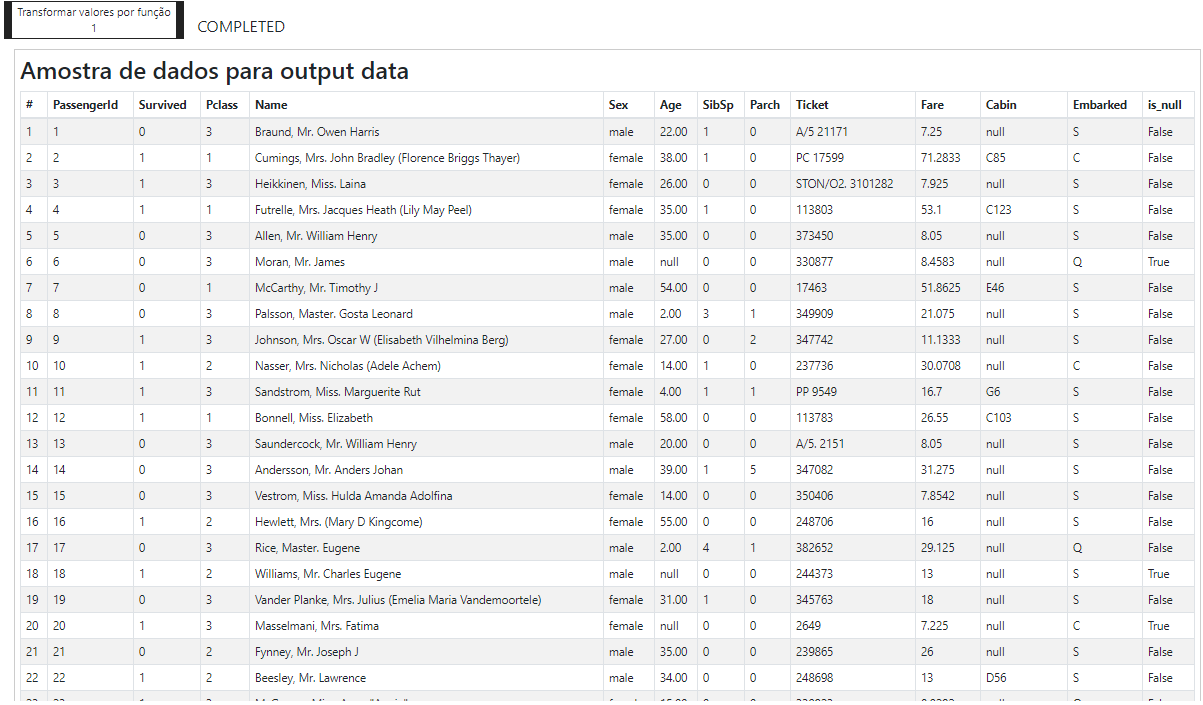 Transformar valores por função
1
COMPLETED
Amostra de dados para output data
# PassengerId Survived Pclass Name Sex Age SibSp Parch Ticket Fare Cabin Embarked is_null
1 1 0 3 Braund, Mr. Owen Harris male 22.00 1 0 A/5 21171 7.25 null S False
2 2 1 1 Cumings, Mrs. John Bradley (Florence Briggs Thayer) female 38.00 1 0 PC 17599 71.2833 C85 C False
3 3 1 3 Heikkinen, Miss. Laina female 26.00 0 0 STON/O2. 3101282 7.925 null S False
4 4 1 1 Futrelle, Mrs. Jacques Heath (Lily May Peel) female 35.00 1 0 113803 53.1 C123 S False
5 5 0 3 Allen, Mr. William Henry male 35.00 0 0 373450 8.05 null S False
6 6 0 3 Moran, Mr. James male null 0 0 330877 8.4583 null Q True
7 7 0 1 McCarthy, Mr. Timothy J male 54.00 0 0 17463 51.8625 E46 S False
8 8 0 3 Palsson, Master. Gosta Leonard male 2.00 3 1 349909 21.075 null S False
9 9 1 3 Johnson, Mrs. Oscar W (Elisabeth Vilhelmina Berg) female 27.00 0 2 347742 11.1333 null S False
10 10 1 2 Nasser, Mrs. Nicholas (Adele Achem) female 14.00 1 0 237736 30.0708 null C False
11 11 1 3 Sandstrom, Miss. Marguerite Rut female 4.00 1 1 PP 9549 16.7 G6 S False
12 12 1 1 Bonnell, Miss. Elizabeth female 58.00 0 0 113783 26.55 C103 S False
13 13 0 3 Saundercock, Mr. William Henry male 20.00 0 0 A/5. 2151 8.05 null S False
14 14 0 3 Andersson, Mr. Anders Johan male 39.00 1 5 347082 31.275 null S False
15 15 0 3 Vestrom, Miss. Hulda Amanda Adolfina female 14.00 0 0 350406 7.8542 null S False
16 16 1 2 Hewlett, Mrs. (Mary D Kingcome) female 55.00 0 0 248706 16 null S False
17 17 0 3 Rice, Master. Eugene male 2.00 4 1 382652 29.125 null Q False
18 18 1 2 Williams, Mr. Charles Eugene male null 0 0 244373 13 null S True
19 19 0 3 Vander Planke, Mrs. Julius (Emelia Maria Vandemoortele) female 31.00 1 0 345763 18 null S False
20 20 1 3 Masselmani, Mrs. Fatima female null 0 0 2649 7.225 null C True
21 21 0 2 Fynney, Mr. Joseph J male 35.00 0 0 239865 26 null S False
22 22 1 2 Beesley, Mr. Lawrence male 34.00 0 0 248698 13 D56 S False